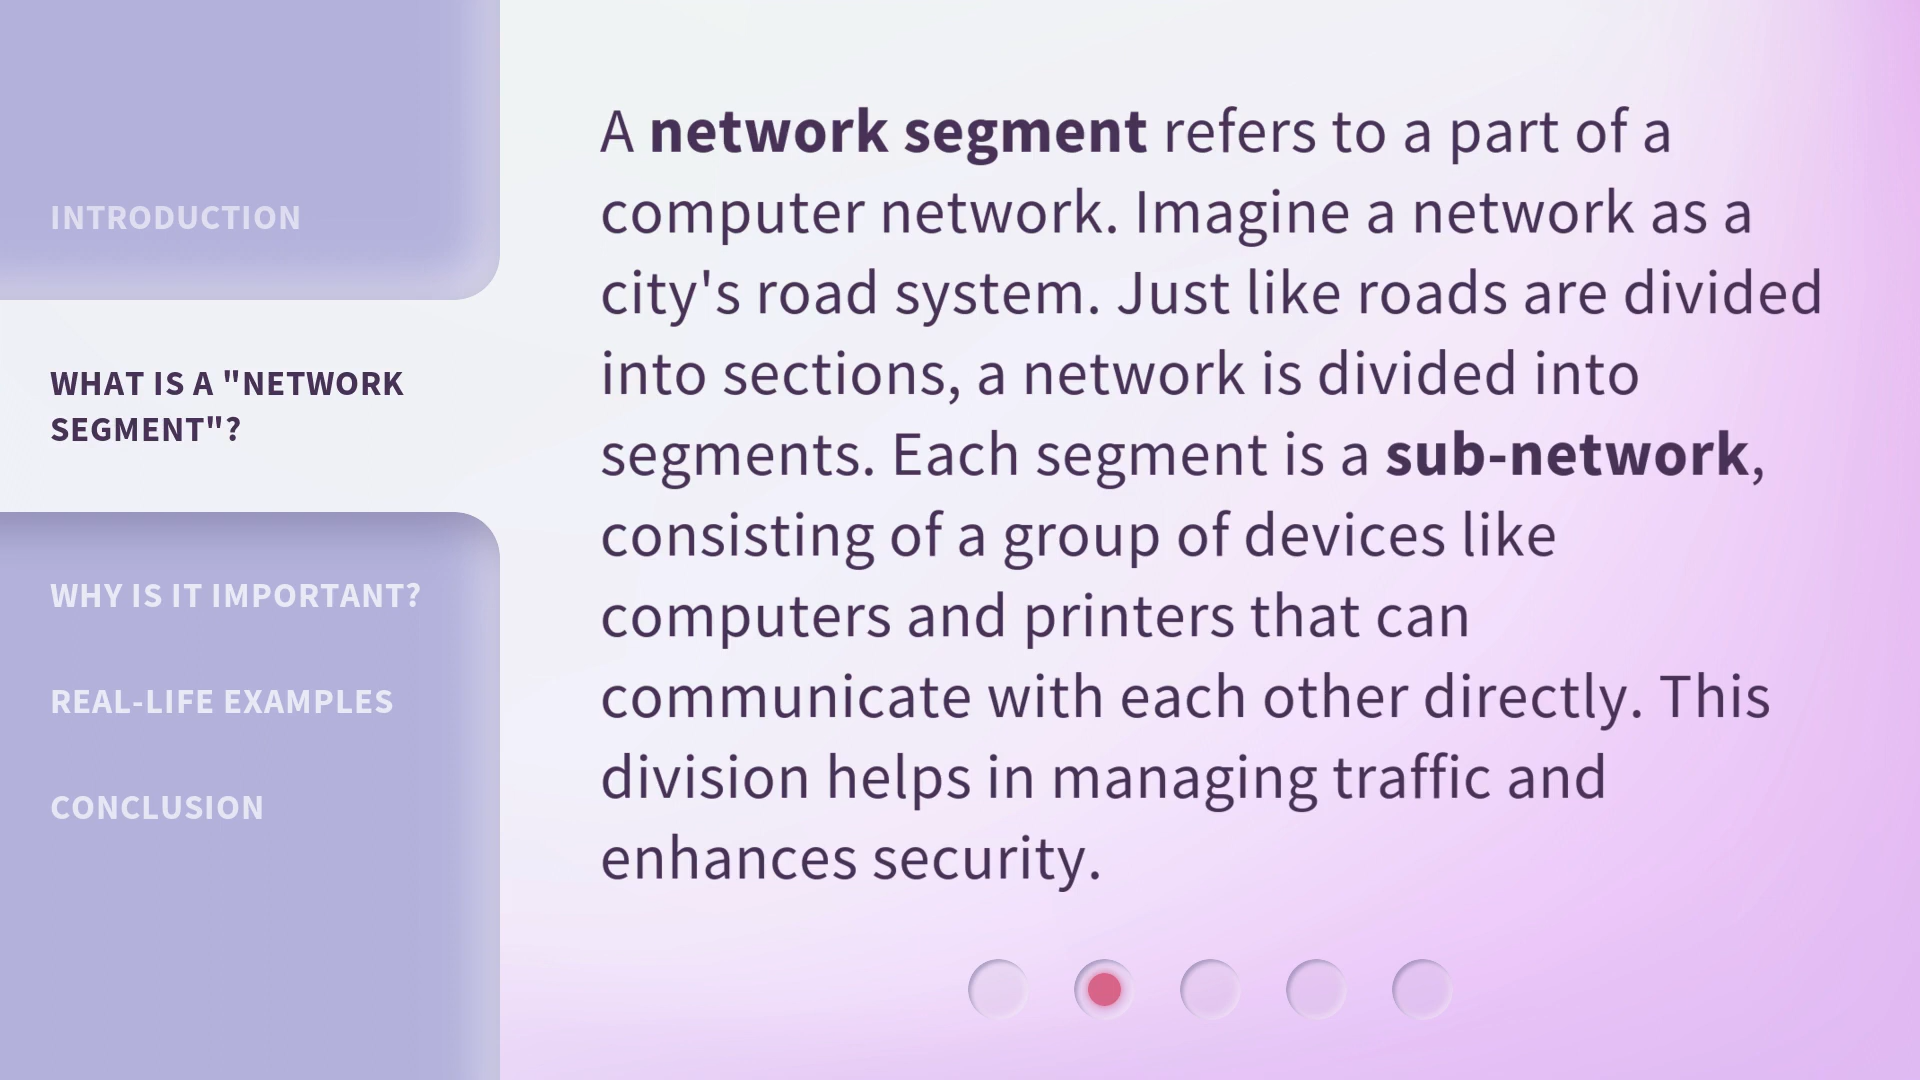 INTRODUCTION
WHAT IS A "NETWORK
SEGMENT"?
WHY IS IT IMPORTANT?
REAL-LIFE EXAMPLES
CONCLUSION
A network segment refers to a part of a
computer network. Imagine a network as a
city's road system. Just like roads are divided
into sections, a network is divided into
segments. Each segment is a sub-network,
consisting of a group of devices like
computers and printers that can
communicate with each other directly. This
division helps in managing traffic and
enhances security.